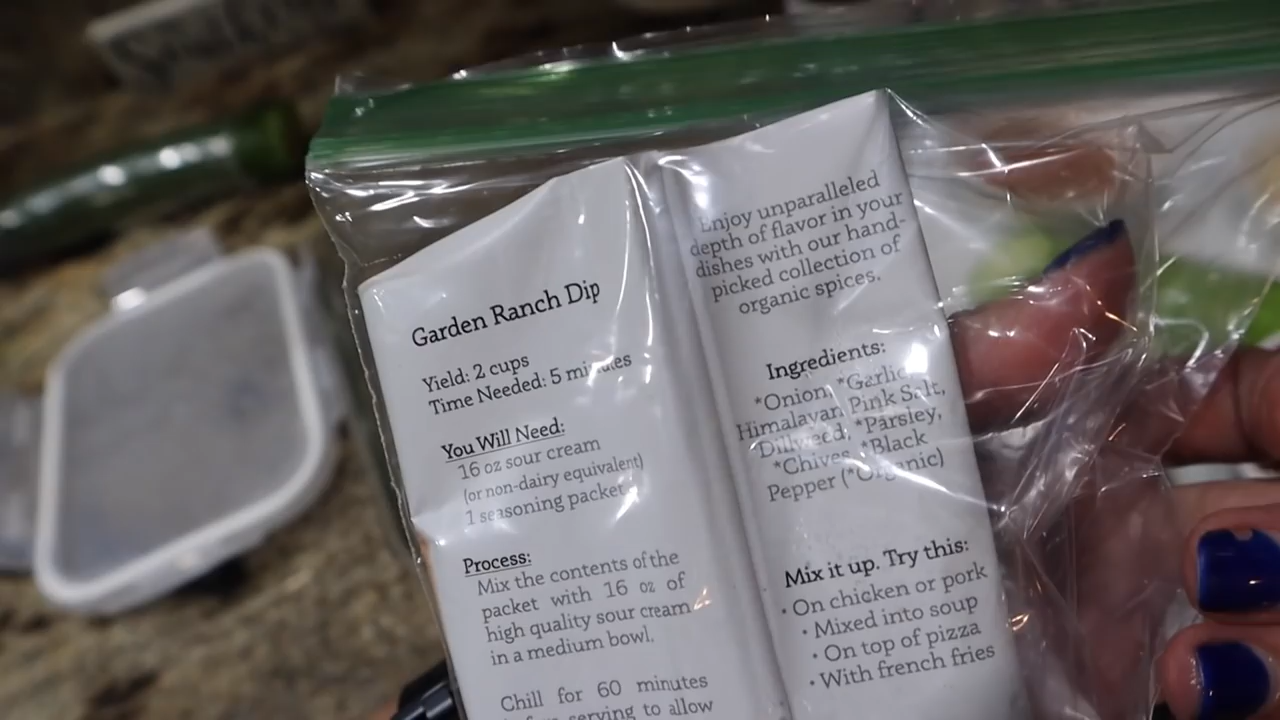 Garden Ranch Dip
Yield: 2 cups
Time Needed: 5 minutes
You Will Need:
16 oz sour cream
(or non-dairy equivalent)
1 seasoning packet
Process:
Mix the contents of the
packet with 16 oz of
high quality sour cream
in a medium bowl.
Chill for 60 minutes
before serving to allow
Enjoy unparalleled
depth of flavor in your
dishes with our hand-
picked collection of
organic spices.
Ingredients:
*Onion, *Garlic,
Himalayan Pink Salt,
*Dillweed, *Parsley,
*Chives, *Black
Pepper (*Organic)
Mix it up. Try this:
• On chicken or pork
• Mixed into soup
• On top of pizza
• With french fries